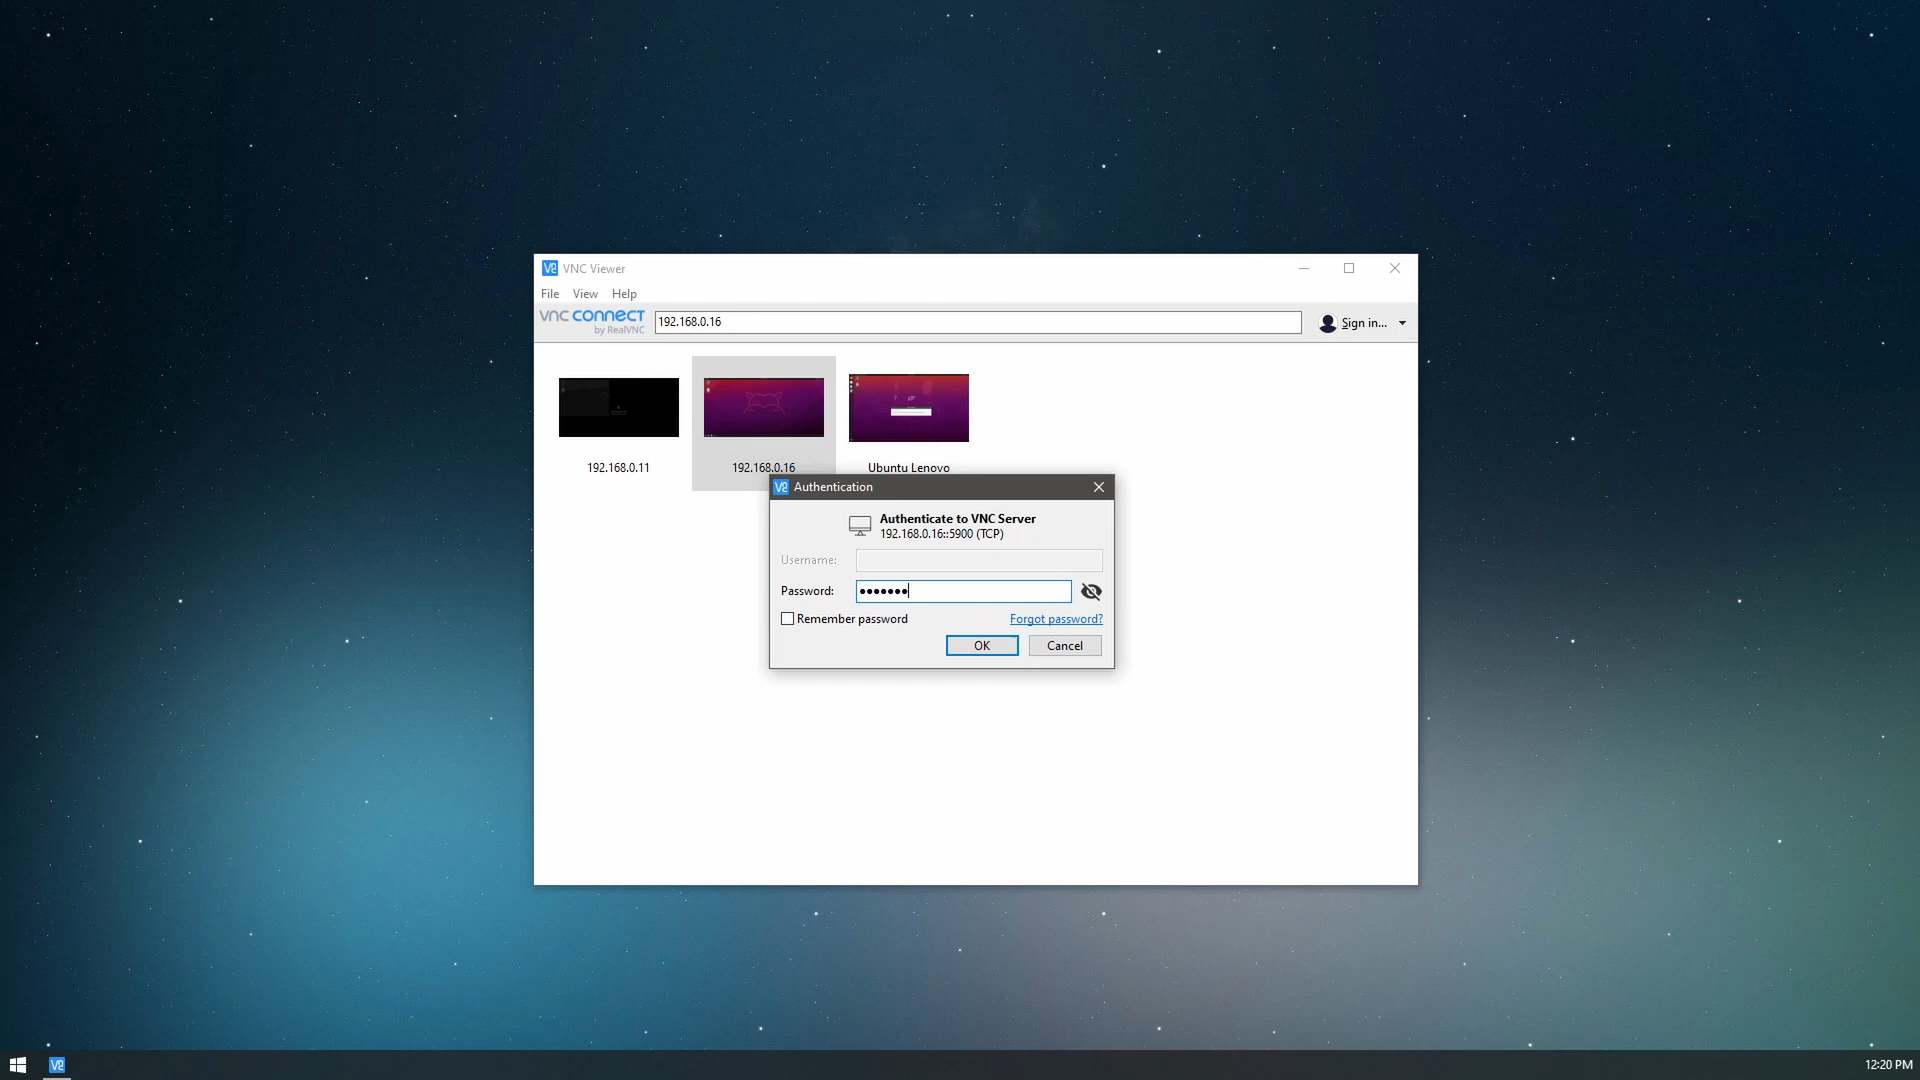 VNC Viewer
File View Help
vnc connect
by RealVNC
192.168.0.16
Sign in...
192.168.0.11
192.168.0.16
Ubuntu Lenovo
Authentication
Authenticate to VNC Server
192.168.0.16::5900 (TCP)
Username:
Password: •••••••
Remember password
Forgot password?
OK
Cancel
12:20 PM